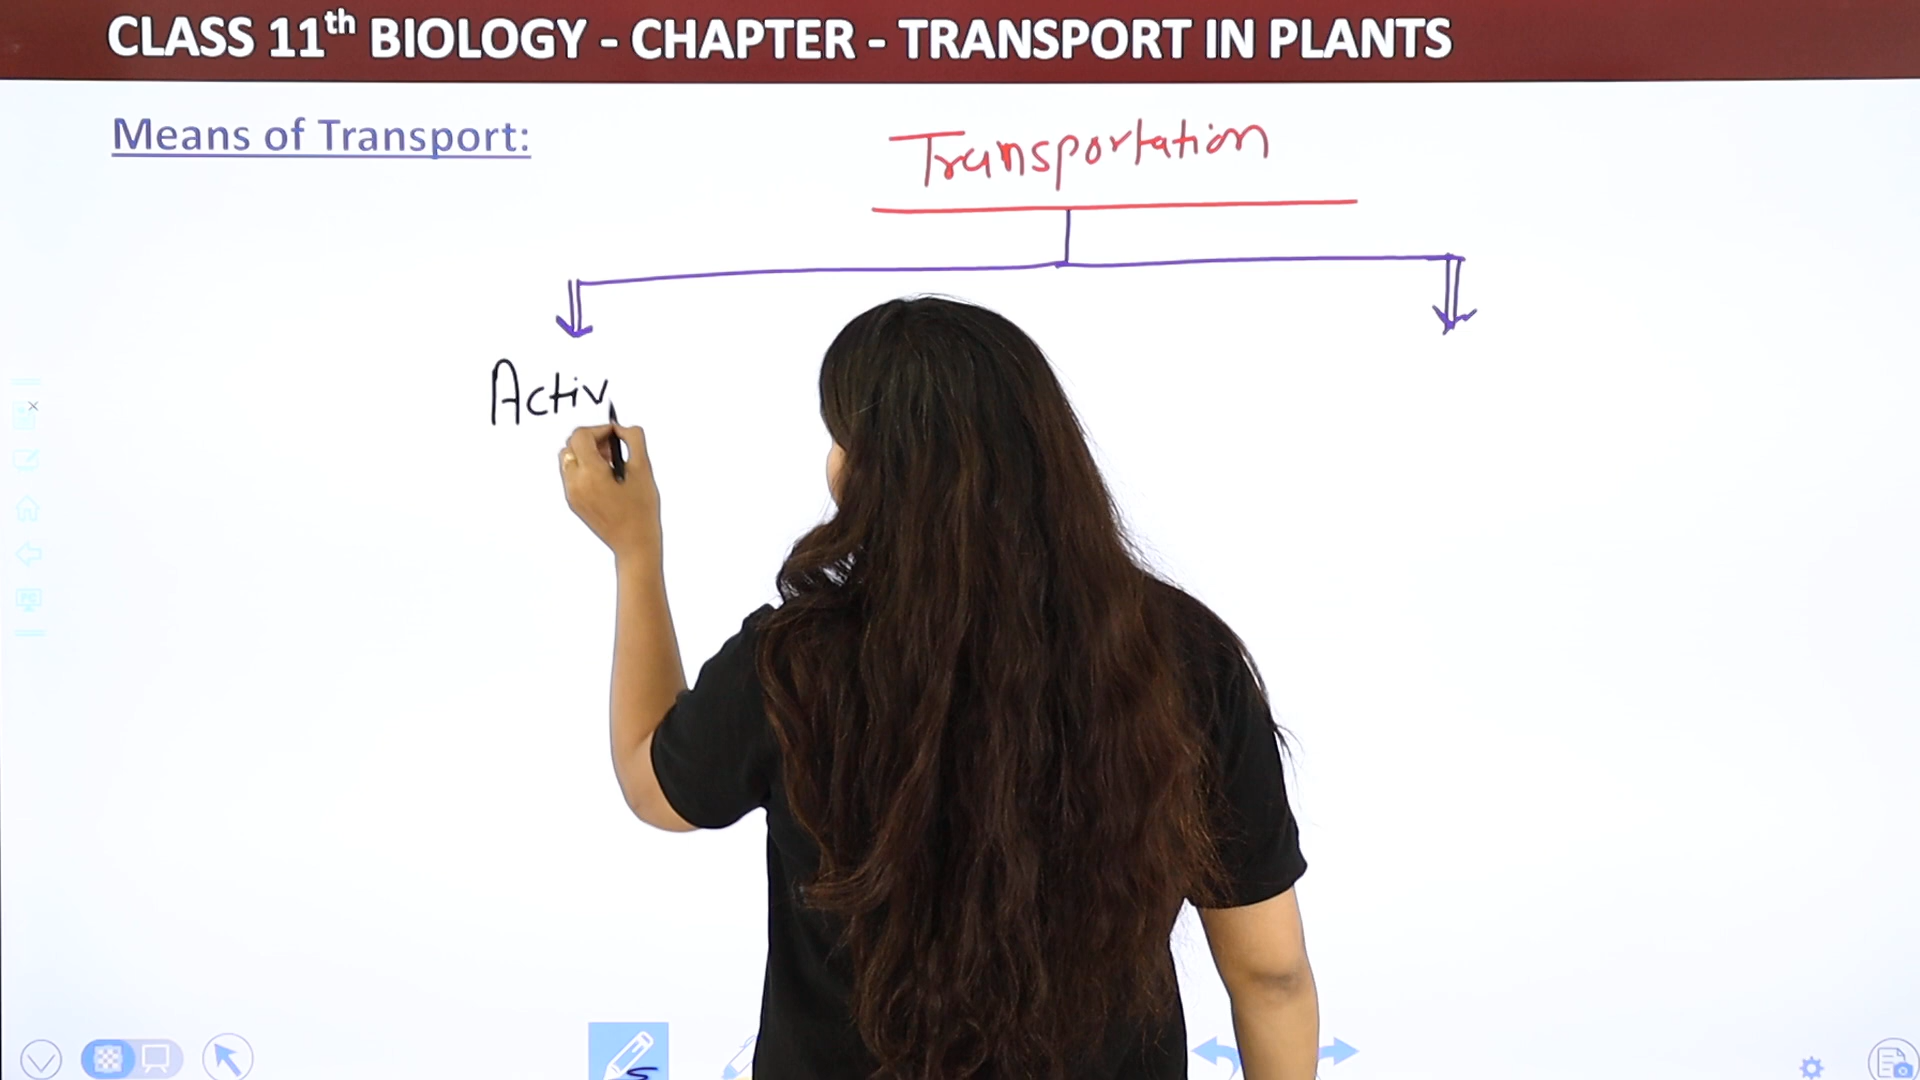 CLASS 11th BIOLOGY - CHAPTER - TRANSPORT IN PLANTS
Means of Transport:
Transportation
Activ